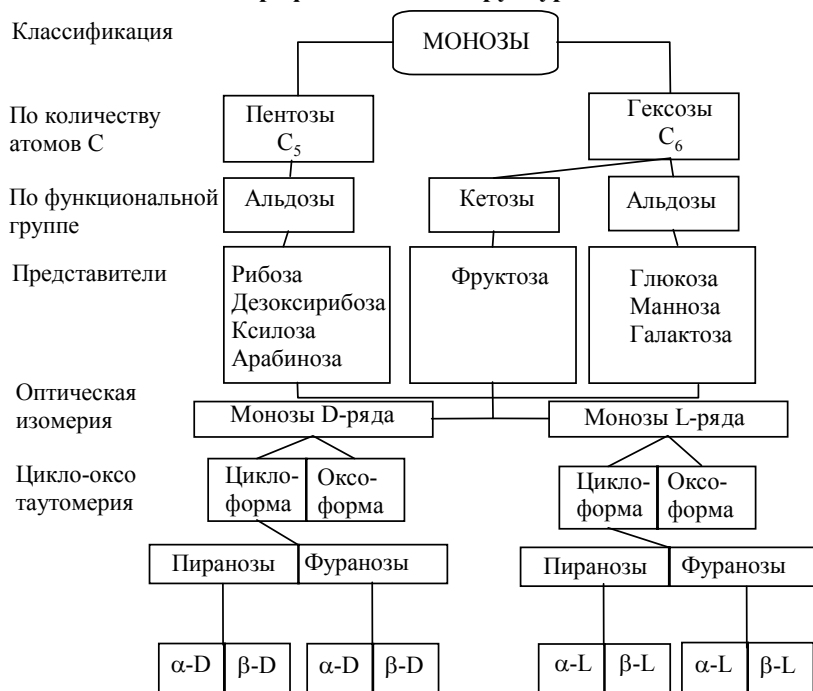 Классификация
МОНОЗЫ
По количеству
атомов С
Пентозы
C5
Гексозы
C6
По функциональной
группе
Альдозы
Кетозы
Альдозы
Представители
Рибоза
Дезоксирибоза
Ксилоза
Арабиноза
Фруктоза
Глюкоза
Манноза
Галактоза
Оптическая
изомерия
Монозы D-ряда
Монозы L-ряда
Цикло-оксо
таутомерия
Цикло-
форма
Оксо-
форма
Цикло-
форма
Оксо-
форма
Пиранозы
Фуранозы
Пиранозы
Фуранозы
α-D
β-D
α-D
β-D
α-L
β-L
α-L
β-L